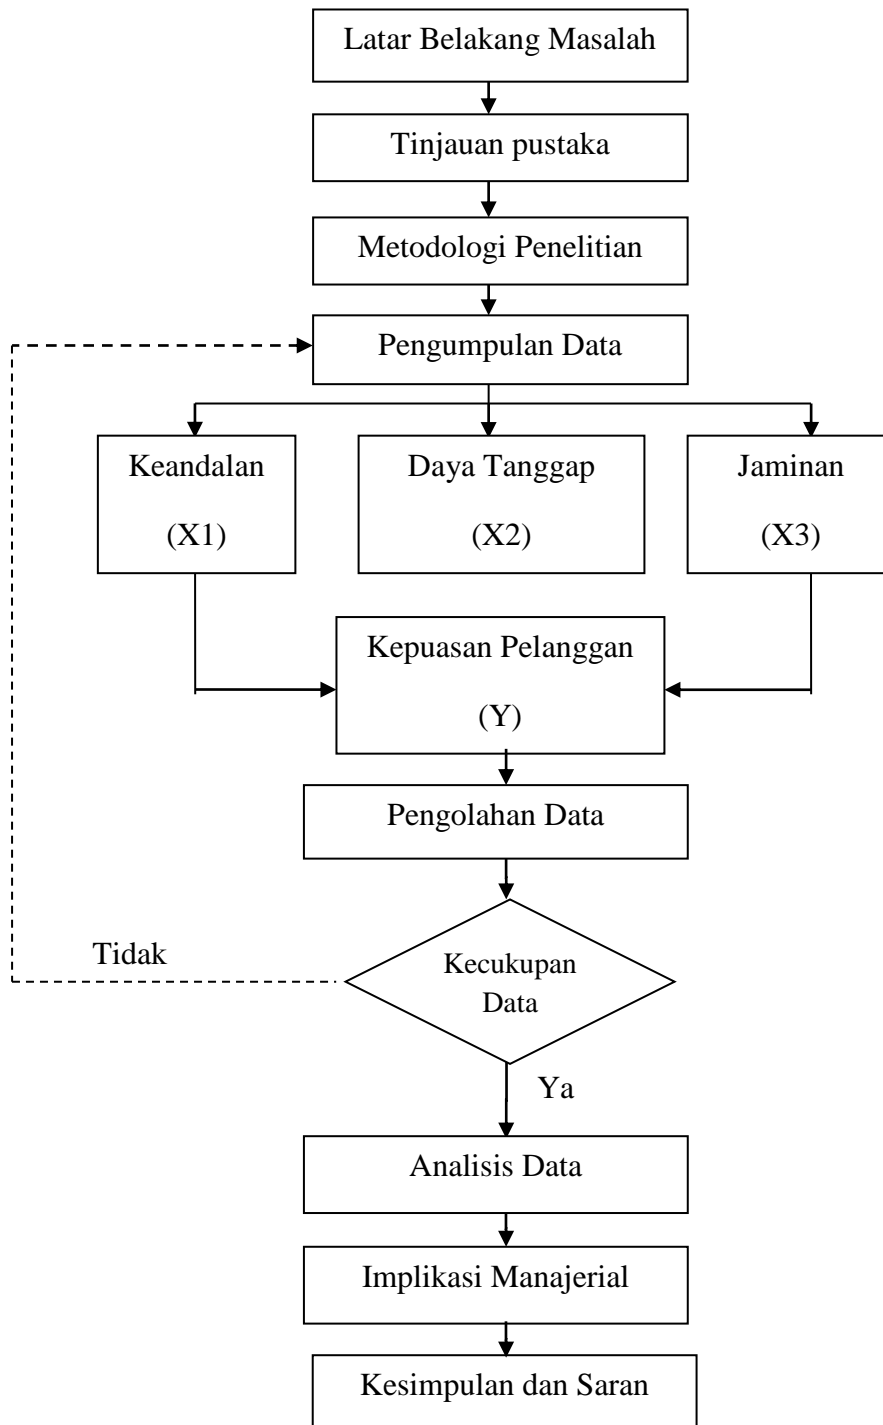 Latar Belakang Masalah
Tinjauan pustaka
Metodologi Penelitian
Pengumpulan Data
Keandalan
(X1)
Daya Tanggap
(X2)
Jaminan
(X3)
Kepuasan Pelanggan
(Y)
Pengolahan Data
Tidak
Kecukupan
Data
Ya
Analisis Data
Implikasi Manajerial
Kesimpulan dan Saran